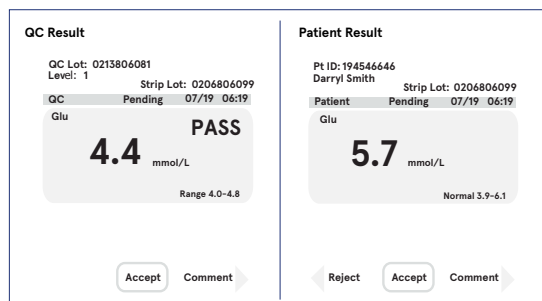 QC Result
QC Lot: 0213806081
Level: 1
Strip Lot: 0206806099
QC Pending 07/19 06:19
Glu
PASS
4.4 mmol/L
Range 4.0-4.8
Accept Comment
Patient Result
Pt ID: 194546646
Darryl Smith
Strip Lot: 0206806099
Patient Pending 07/19 06:19
Glu
5.7 mmol/L
Normal 3.9-6.1
Reject Accept Comment